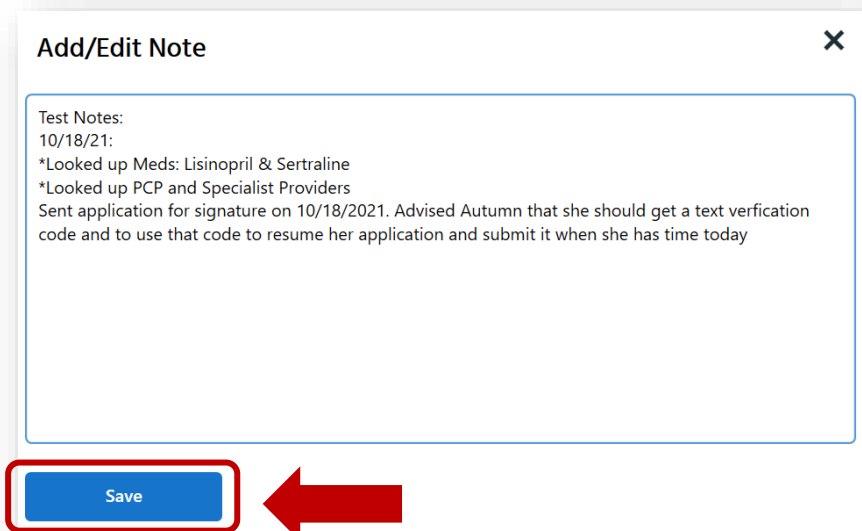 Add/Edit Note
Test Notes:
10/18/21:
*Looked up Meds: Lisinopril & Sertraline
*Looked up PCP and Specialist Providers
Sent application for signature on 10/18/2021. Advised Autumn that she should get a text verfication
code and to use that code to resume her application and submit it when she has time today
Save